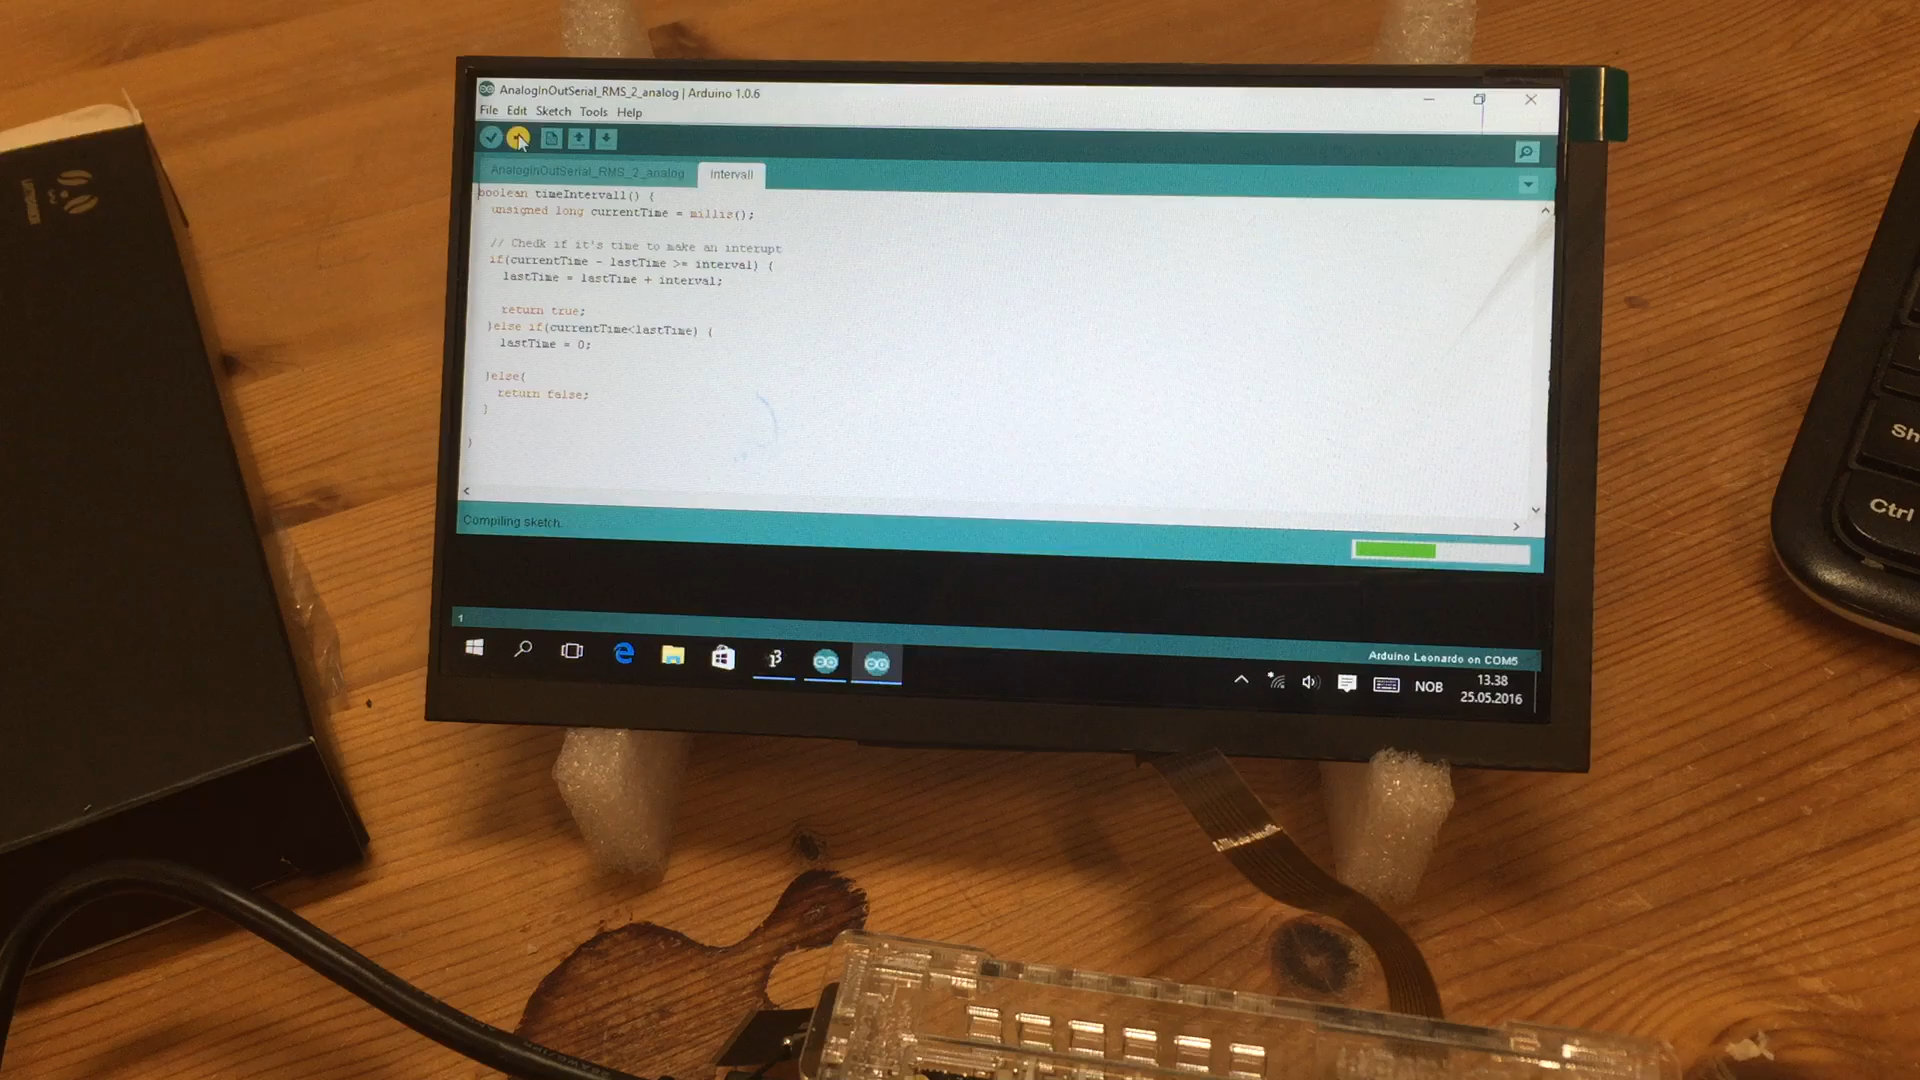 AnalogInOutSerial_RMS_2_analog | Arduino 1.0.6
File Edit Sketch Tools Help
AnalogInOutSerial_RMS_2_analog Intervall
boolean timeIntervall() {
unsigned long currentTime = millis();
// Chedk if it's time to make an interupt
if(currentTime - lastTime >= interval) {
lastTime = lastTime + interval;
return true;
}else if(currentTime<lastTime) {
lastTime = 0;
}else{
return false;
}
}
Compiling sketch.
1
Arduino Leonardo on COM5
NOB
13.38
25.05.2016
Sh
Ctrl